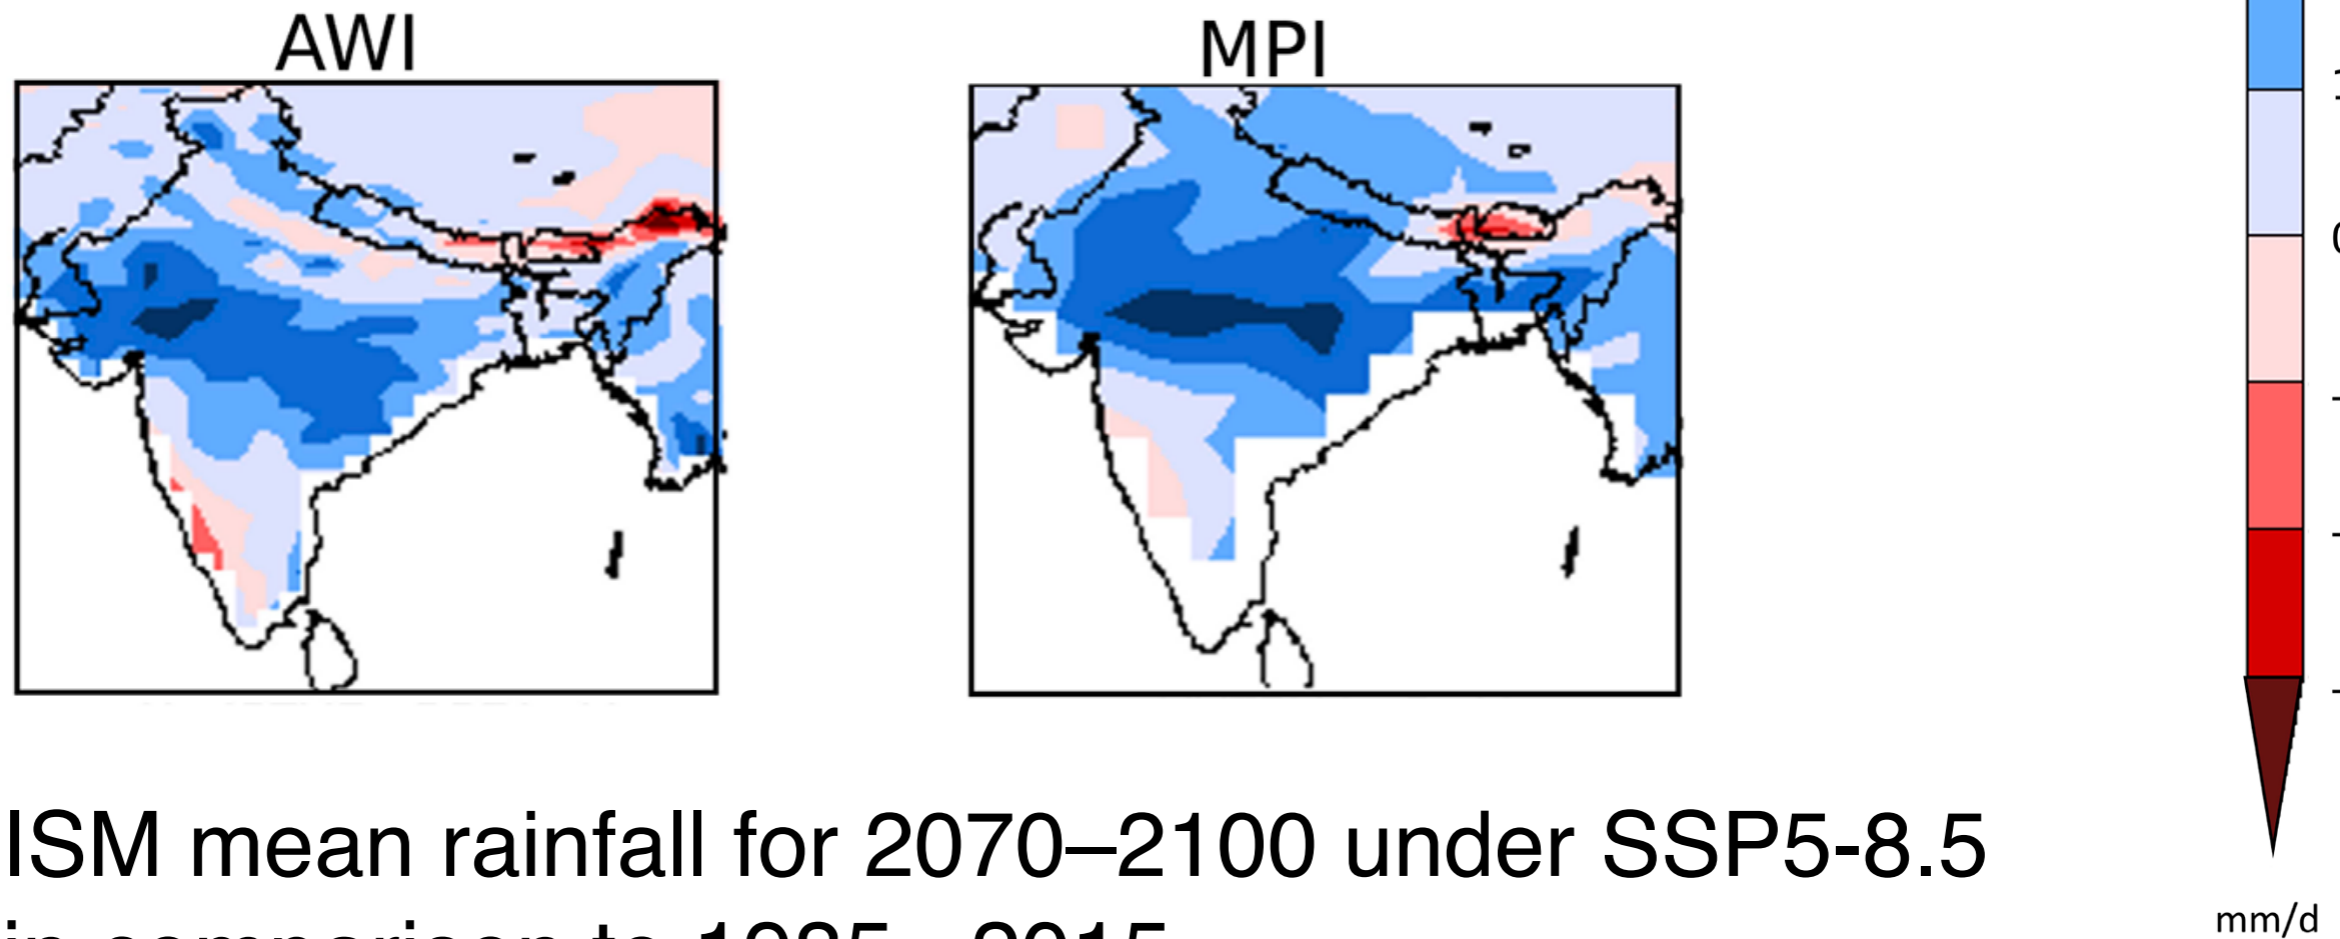 AWI MPI
ISM mean rainfall for 2070–2100 under SSP5-8.5
mm/d